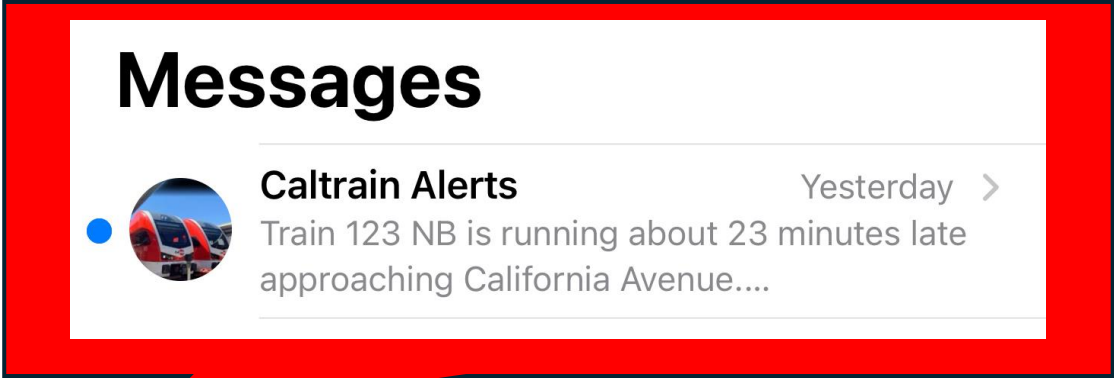 Messages
Caltrain Alerts
Yesterday
Train 123 NB is running about 23 minutes late
approaching California Avenue....